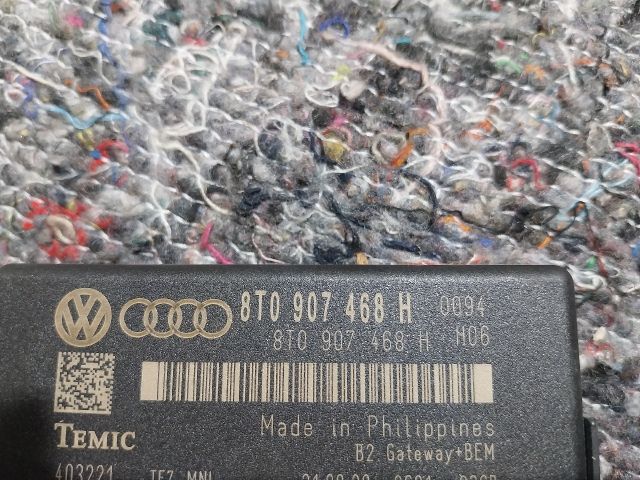 8T0 907 468 H 0094
8T0 907 468 H H06
Made in Philippines
TEMIC
B2 Gateway+BEM
403221